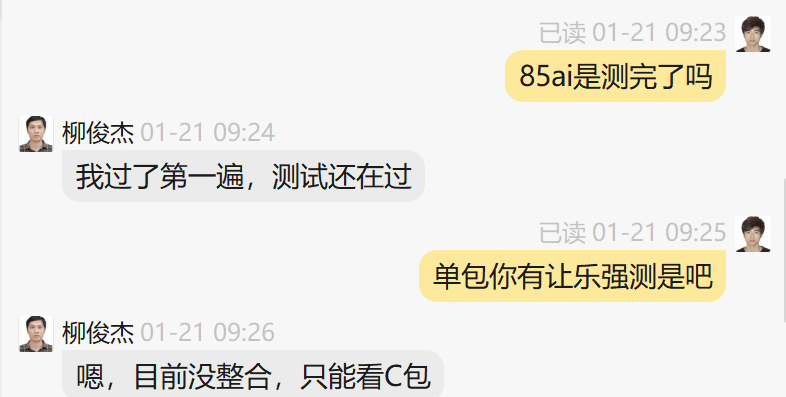 已读 01-21 09:23
85ai是测完了吗
柳俊杰 01-21 09:24
我过了第一遍，测试还在过
已读 01-21 09:25
单包你有让乐强测是吧
柳俊杰 01-21 09:26
嗯，目前没整合，只能看C包